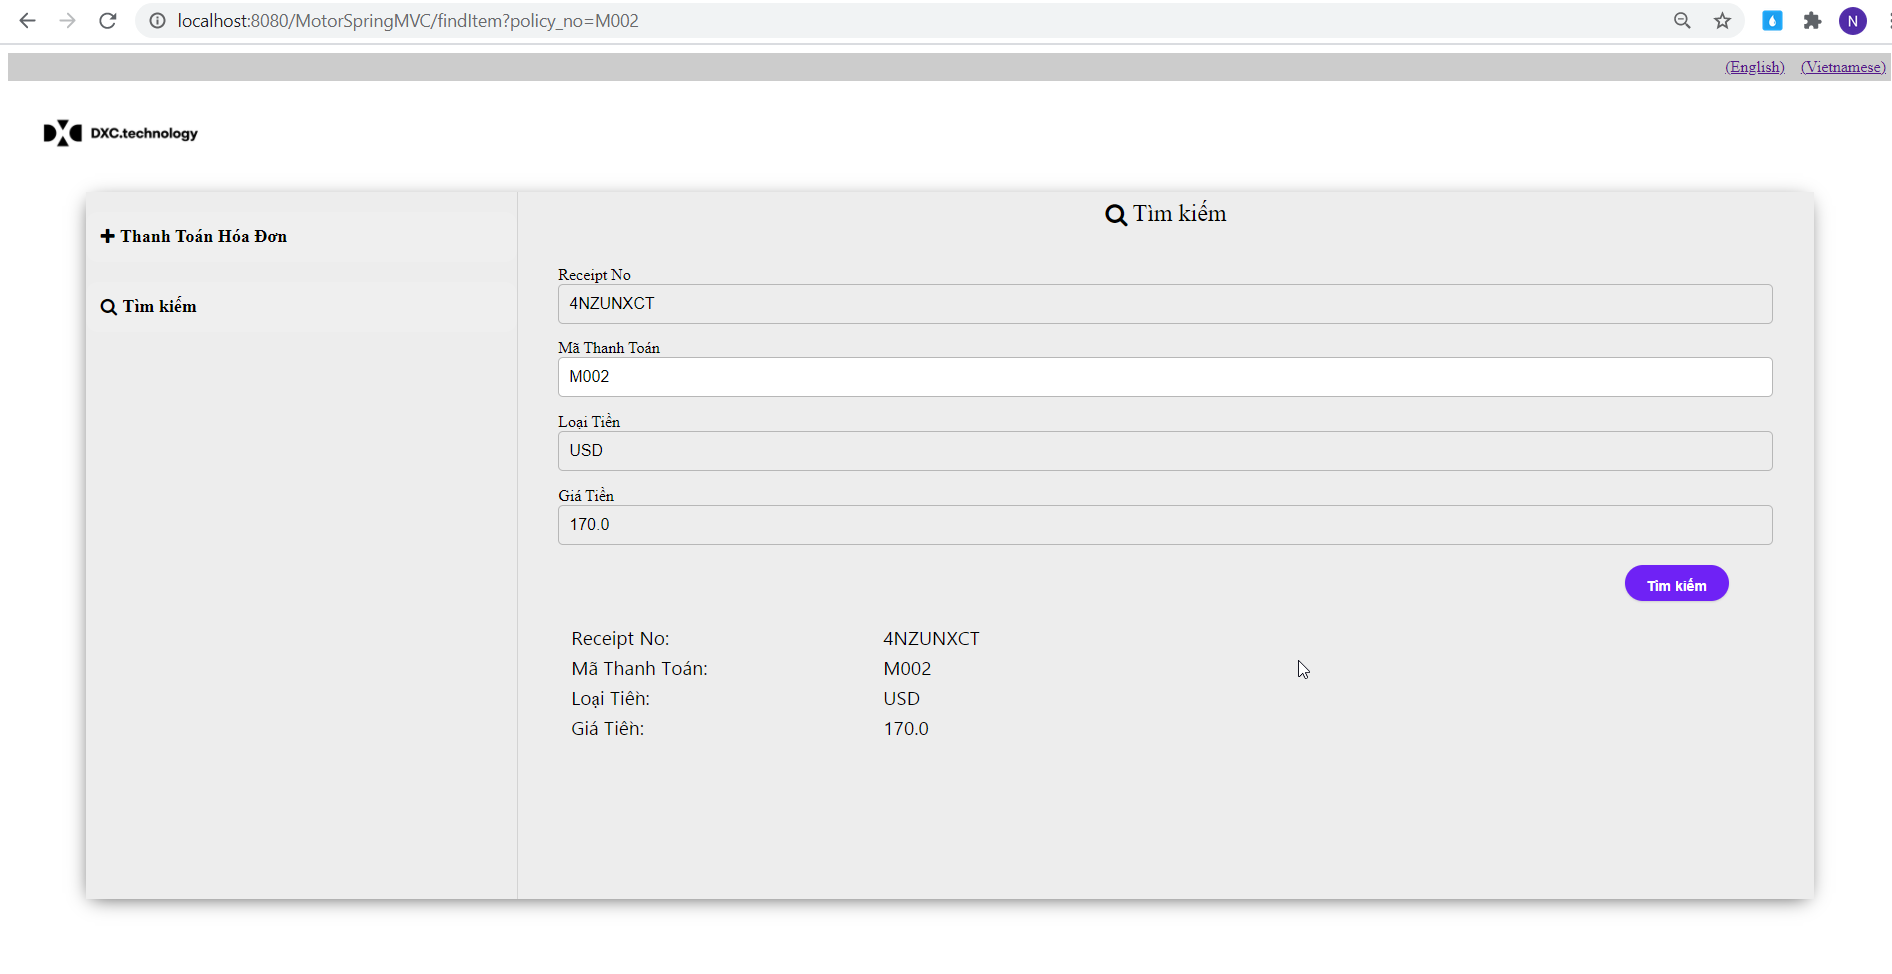 localhost:8080/MotorSpringMVC/findItem?policy_no=M002
N
(English) (Vietnamese)
DXC.technology
Thanh Toán Hóa Đơn
Tìm kiếm
Tìm kiếm
Receipt No
4NZUNXCT
Mã Thanh Toán
M002
Loại Tiền
USD
Giá Tiền
170.0
Tìm kiếm
Receipt No: 4NZUNXCT
Mã Thanh Toán: M002
Loại Tiền: USD
Giá Tiền: 170.0